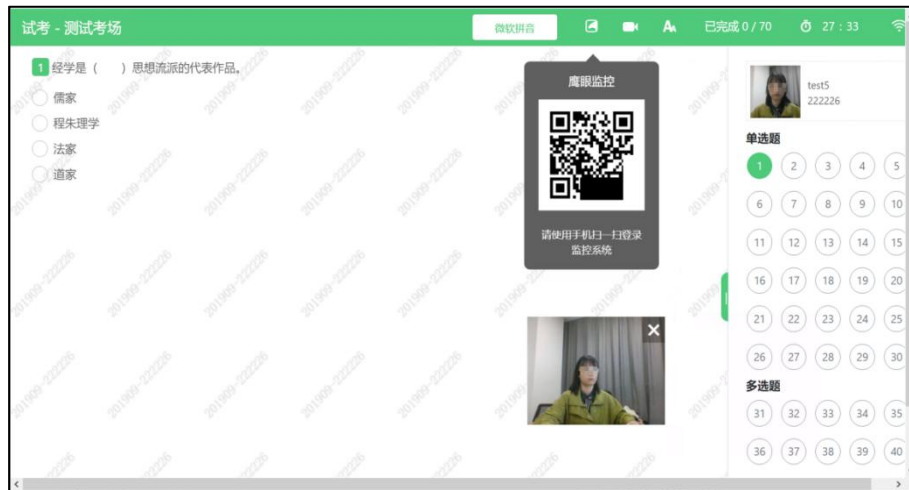 试考 - 测试考场
微软拼音
已完成 0 / 70
27 : 33
1 经学是（ ）思想流派的代表作品。
儒家
程朱理学
法家
道家
鹰眼监控
请使用手机扫一扫登录
监控系统
test5
222226
单选题
1 2 3 4 5
6 7 8 9 10
11 12 13 14 15
16 17 18 19 20
21 22 23 24 25
26 27 28 29 30
多选题
31 32 33 34 35
36 37 38 39 40
201909-222226